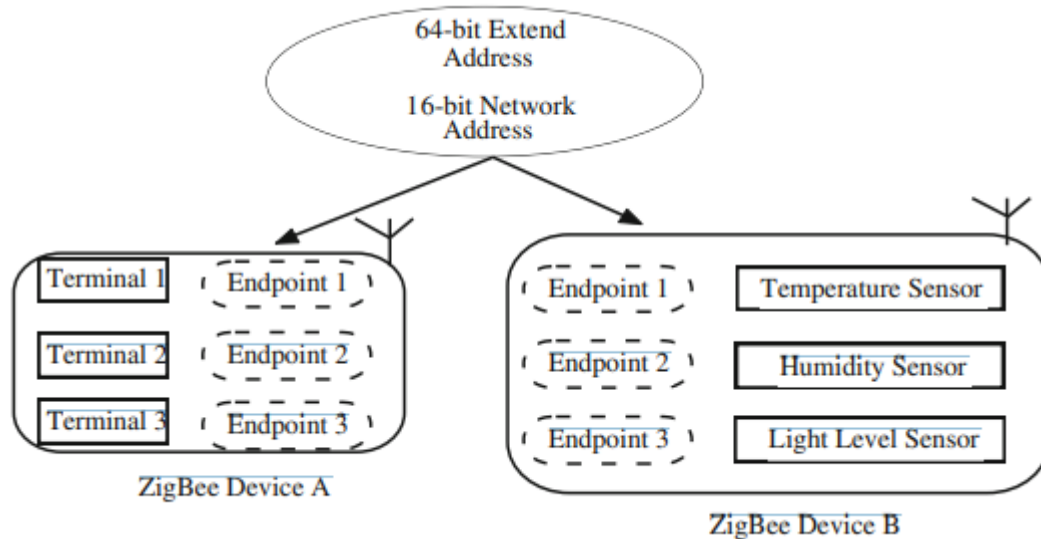 64-bit Extend
Address
16-bit Network
Address
Terminal 1
Endpoint 1
Terminal 2
Endpoint 2
Terminal 3
Endpoint 3
ZigBee Device A
Endpoint 1
Temperature Sensor
Endpoint 2
Humidity Sensor
Endpoint 3
Light Level Sensor
ZigBee Device B